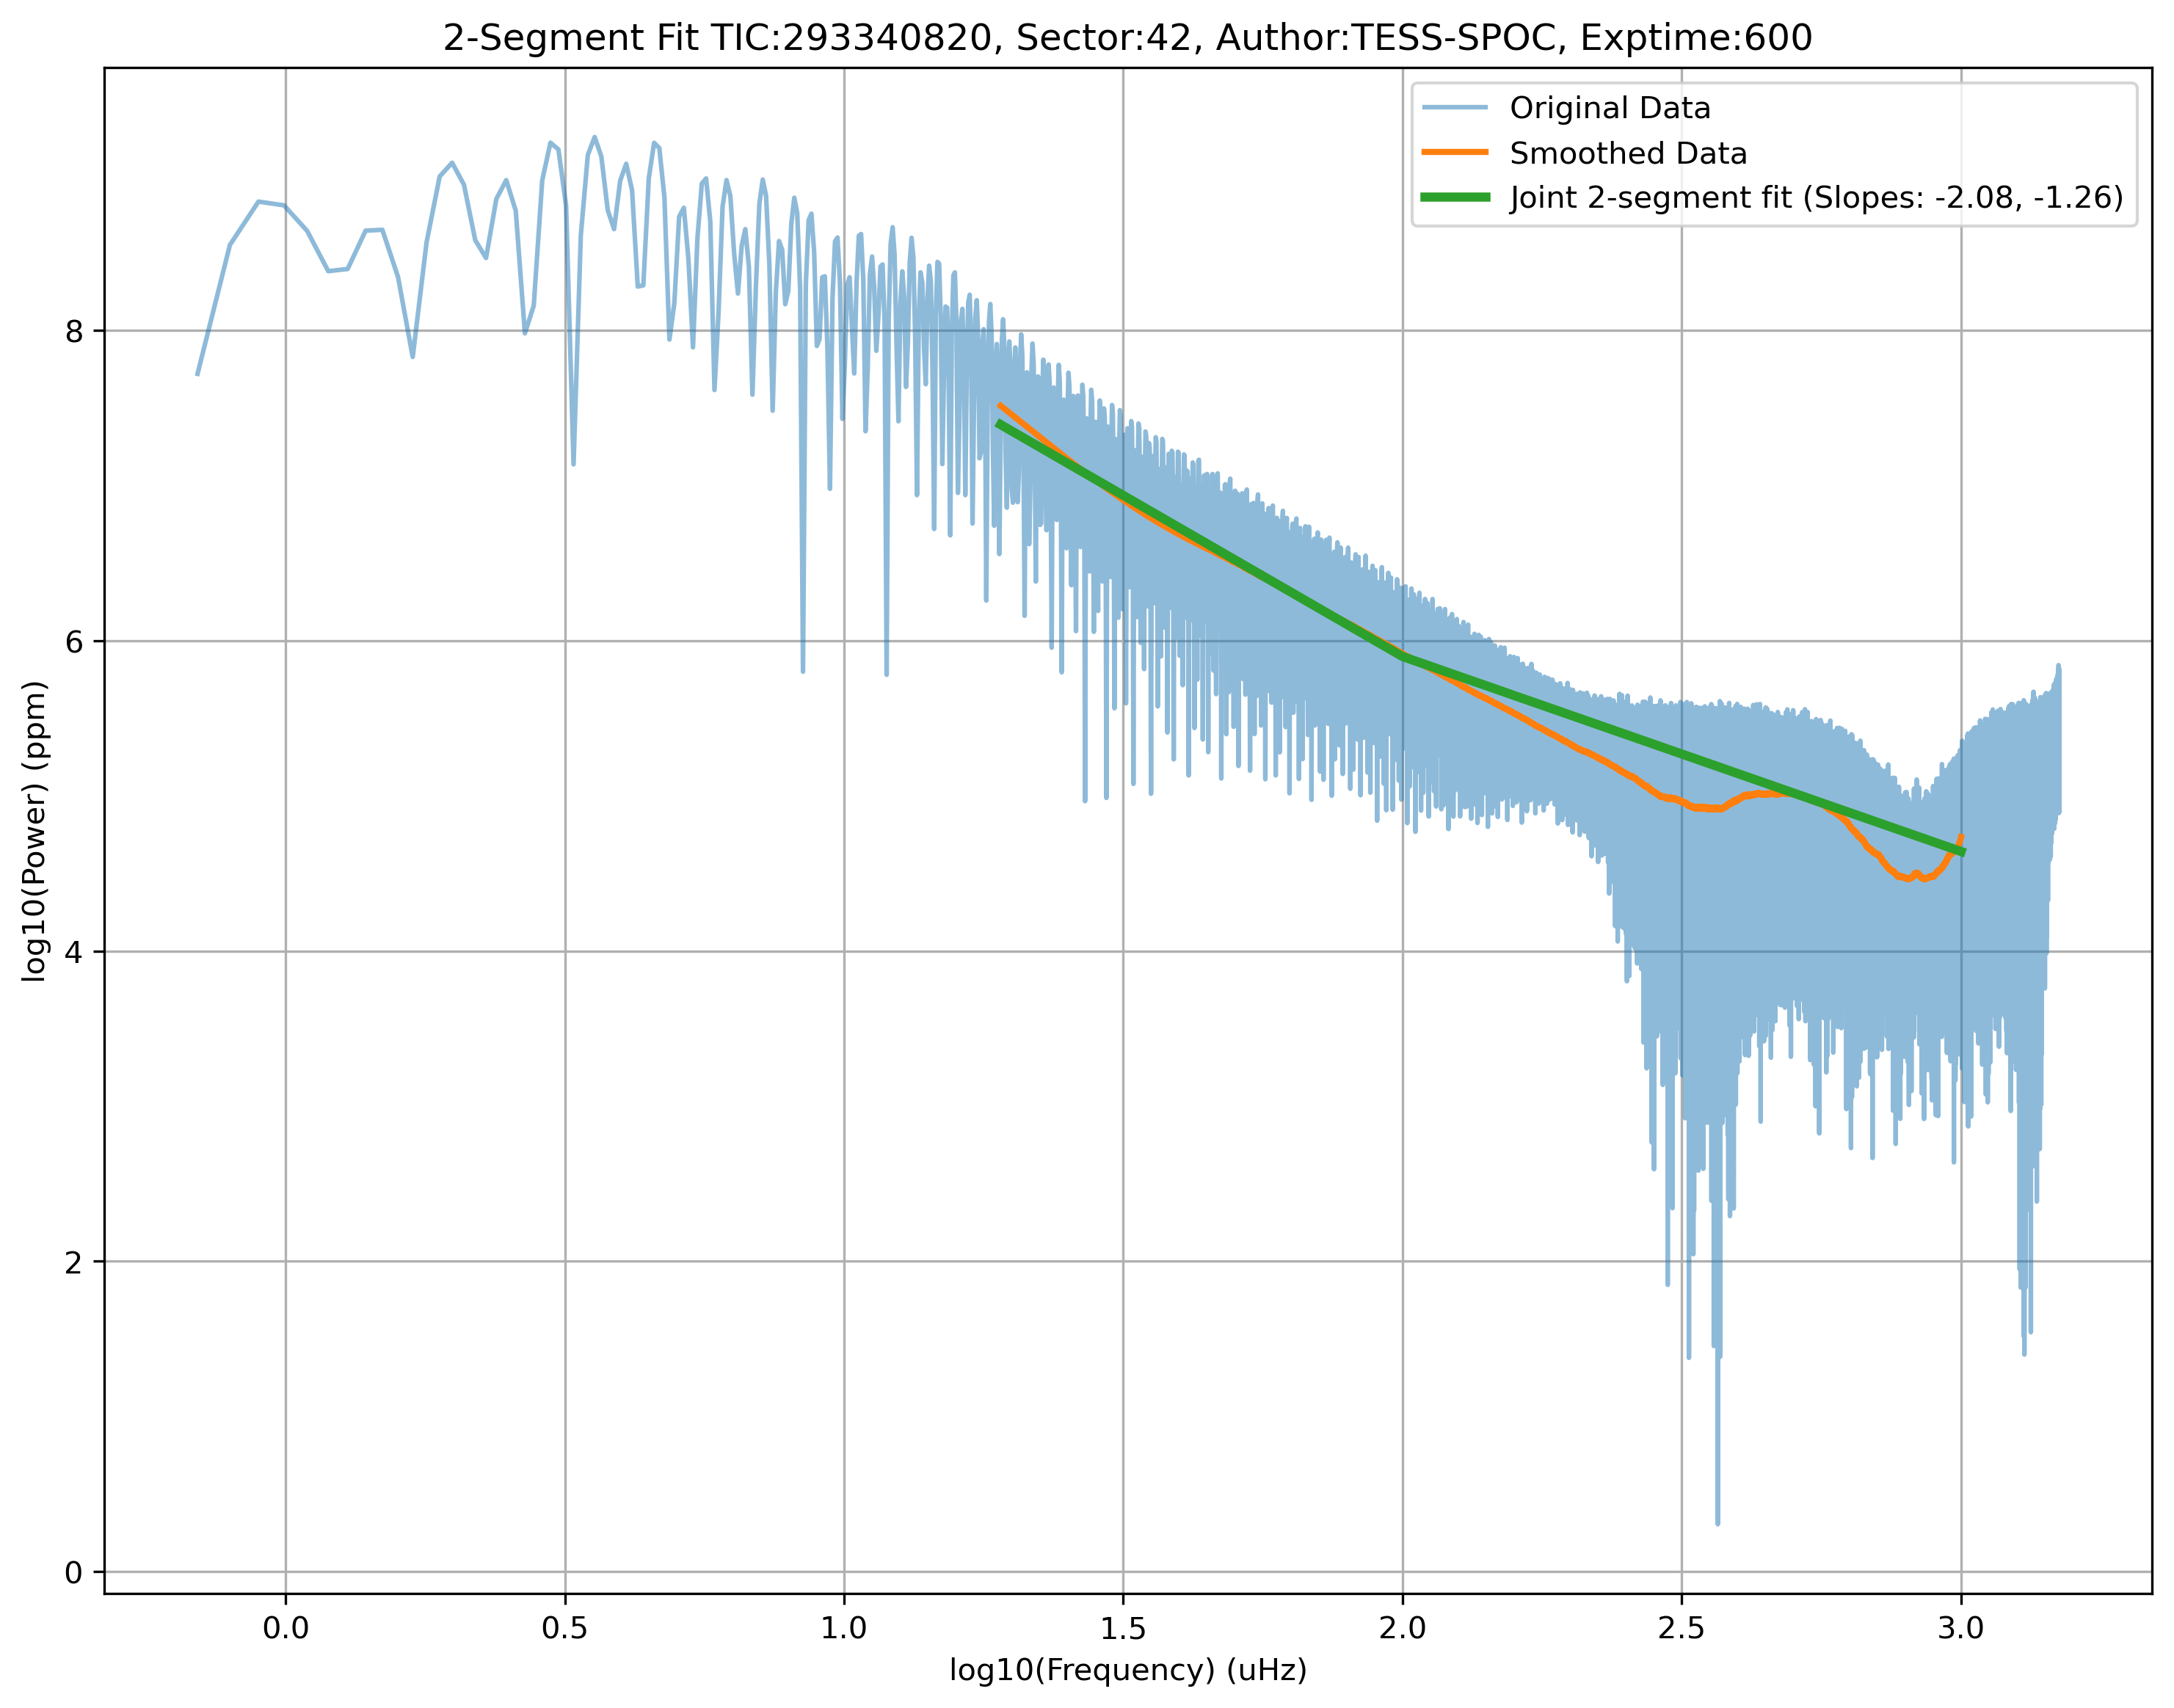 2-Segment Fit TIC:293340820, Sector:42, Author:TESS-SPOC, Exptime:600
Original Data
Smoothed Data
Joint 2-segment fit (Slopes: -2.08, -1.26)
log10(Power) (ppm)
8
6
4
2
0
0.0 0.5 1.0 1.5 2.0 2.5 3.0
log10(Frequency) (uHz)